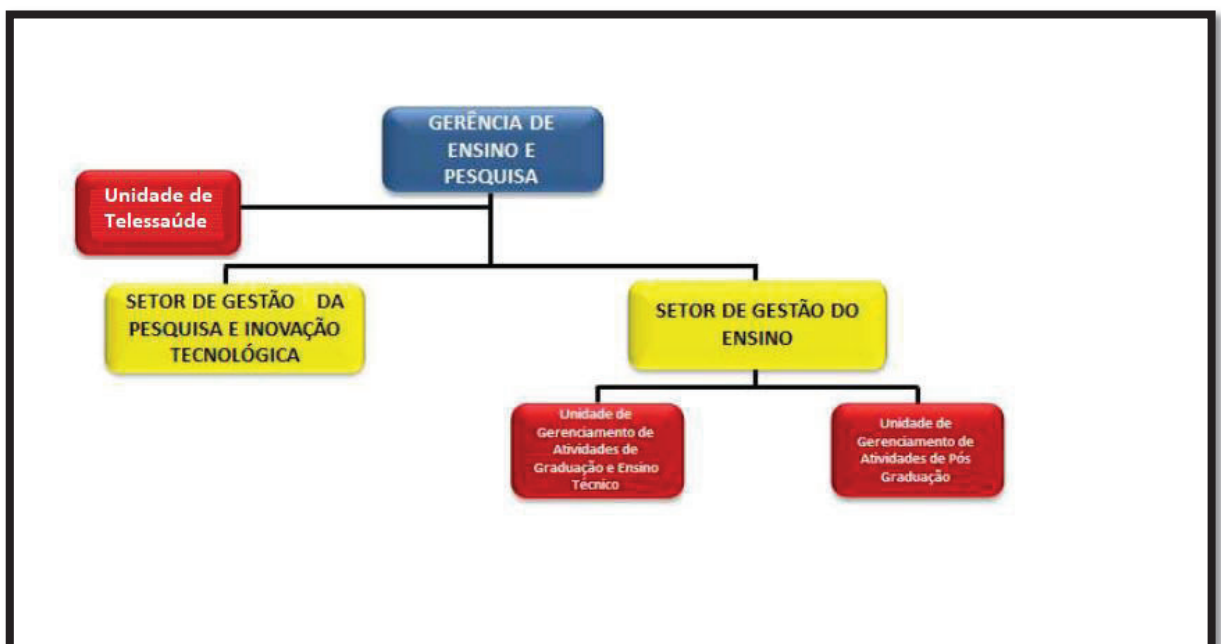 GERÊNCIA DE
ENSINO E
PESQUISA
Unidade de
Telessaúde
SETOR DE GESTÃO DA
PESQUISA E INOVAÇÃO
TECNOLÓGICA
SETOR DE GESTÃO DO
ENSINO
Unidade de
Gerenciamento de
Atividades de
Graduação e Ensino
Técnico
Unidade de
Gerenciamento de
Atividades de Pós
Graduação